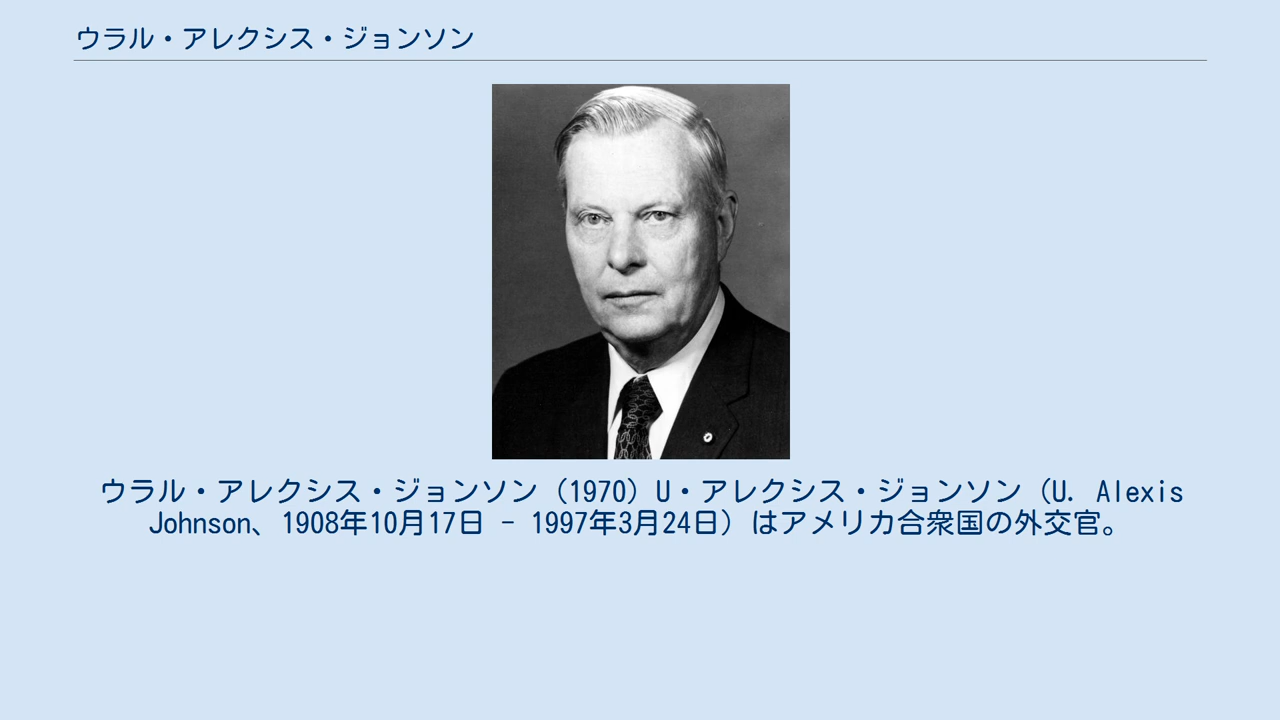 ウラル・アレクシス・ジョンソン
ウラル・アレクシス・ジョンソン（1970）U・アレクシス・ジョンソン（U. Alexis
Johnson、1908年10月17日 - 1997年3月24日）はアメリカ合衆国の外交官。